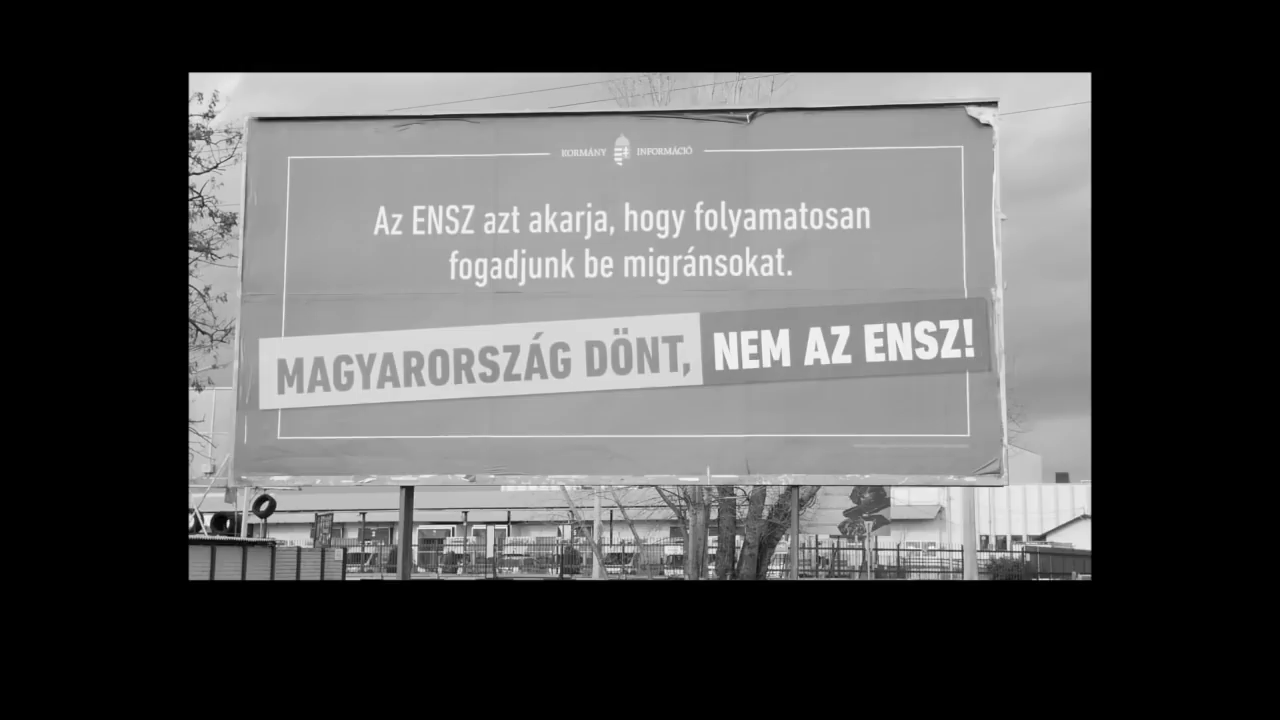 KORMÁNY INFORMÁCIÓ
Az ENSZ azt akarja, hogy folyamatosan
fogadjunk be migránsokat.
MAGYARORSZÁG DÖNT, NEM AZ ENSZ!